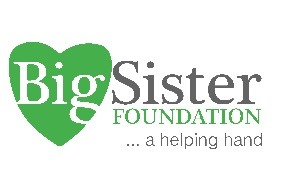 BigSister
FOUNDATION
... a helping hand